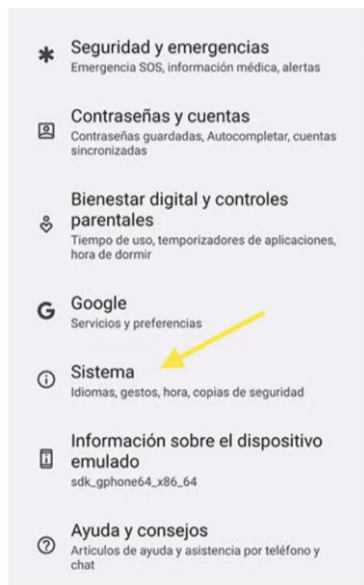 Seguridad y emergencias
Emergencia SOS, información médica, alertas
Contraseñas y cuentas
Contraseñas guardadas, Autocompletar, cuentas
sincronizadas
Bienestar digital y controles
parentales
Tiempo de uso, temporizadores de aplicaciones,
hora de dormir
Google
Servicios y preferencias
Sistema
Idiomas, gestos, hora, copias de seguridad
Información sobre el dispositivo
emulado
sdk_gphone64_x86_64
Ayuda y consejos
Artículos de ayuda y asistencia por teléfono y
chat